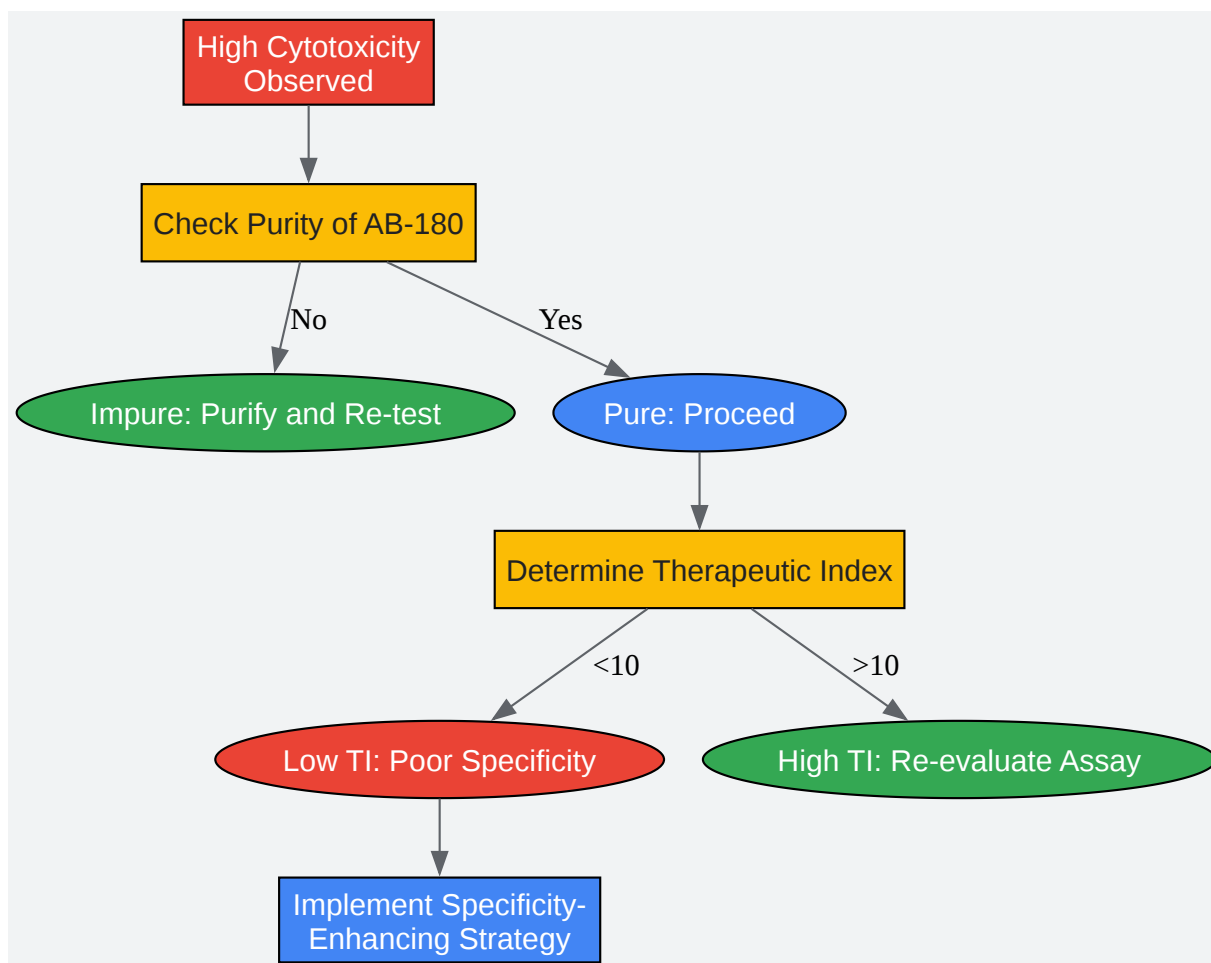 High Cytotoxicity
Observed
Check Purity of AB-180
No
Yes
Impure: Purify and Re-test
Pure: Proceed
Determine Therapeutic Index
<10
>10
Low TI: Poor Specificity
High TI: Re-evaluate Assay
Implement Specificity-
Enhancing Strategy